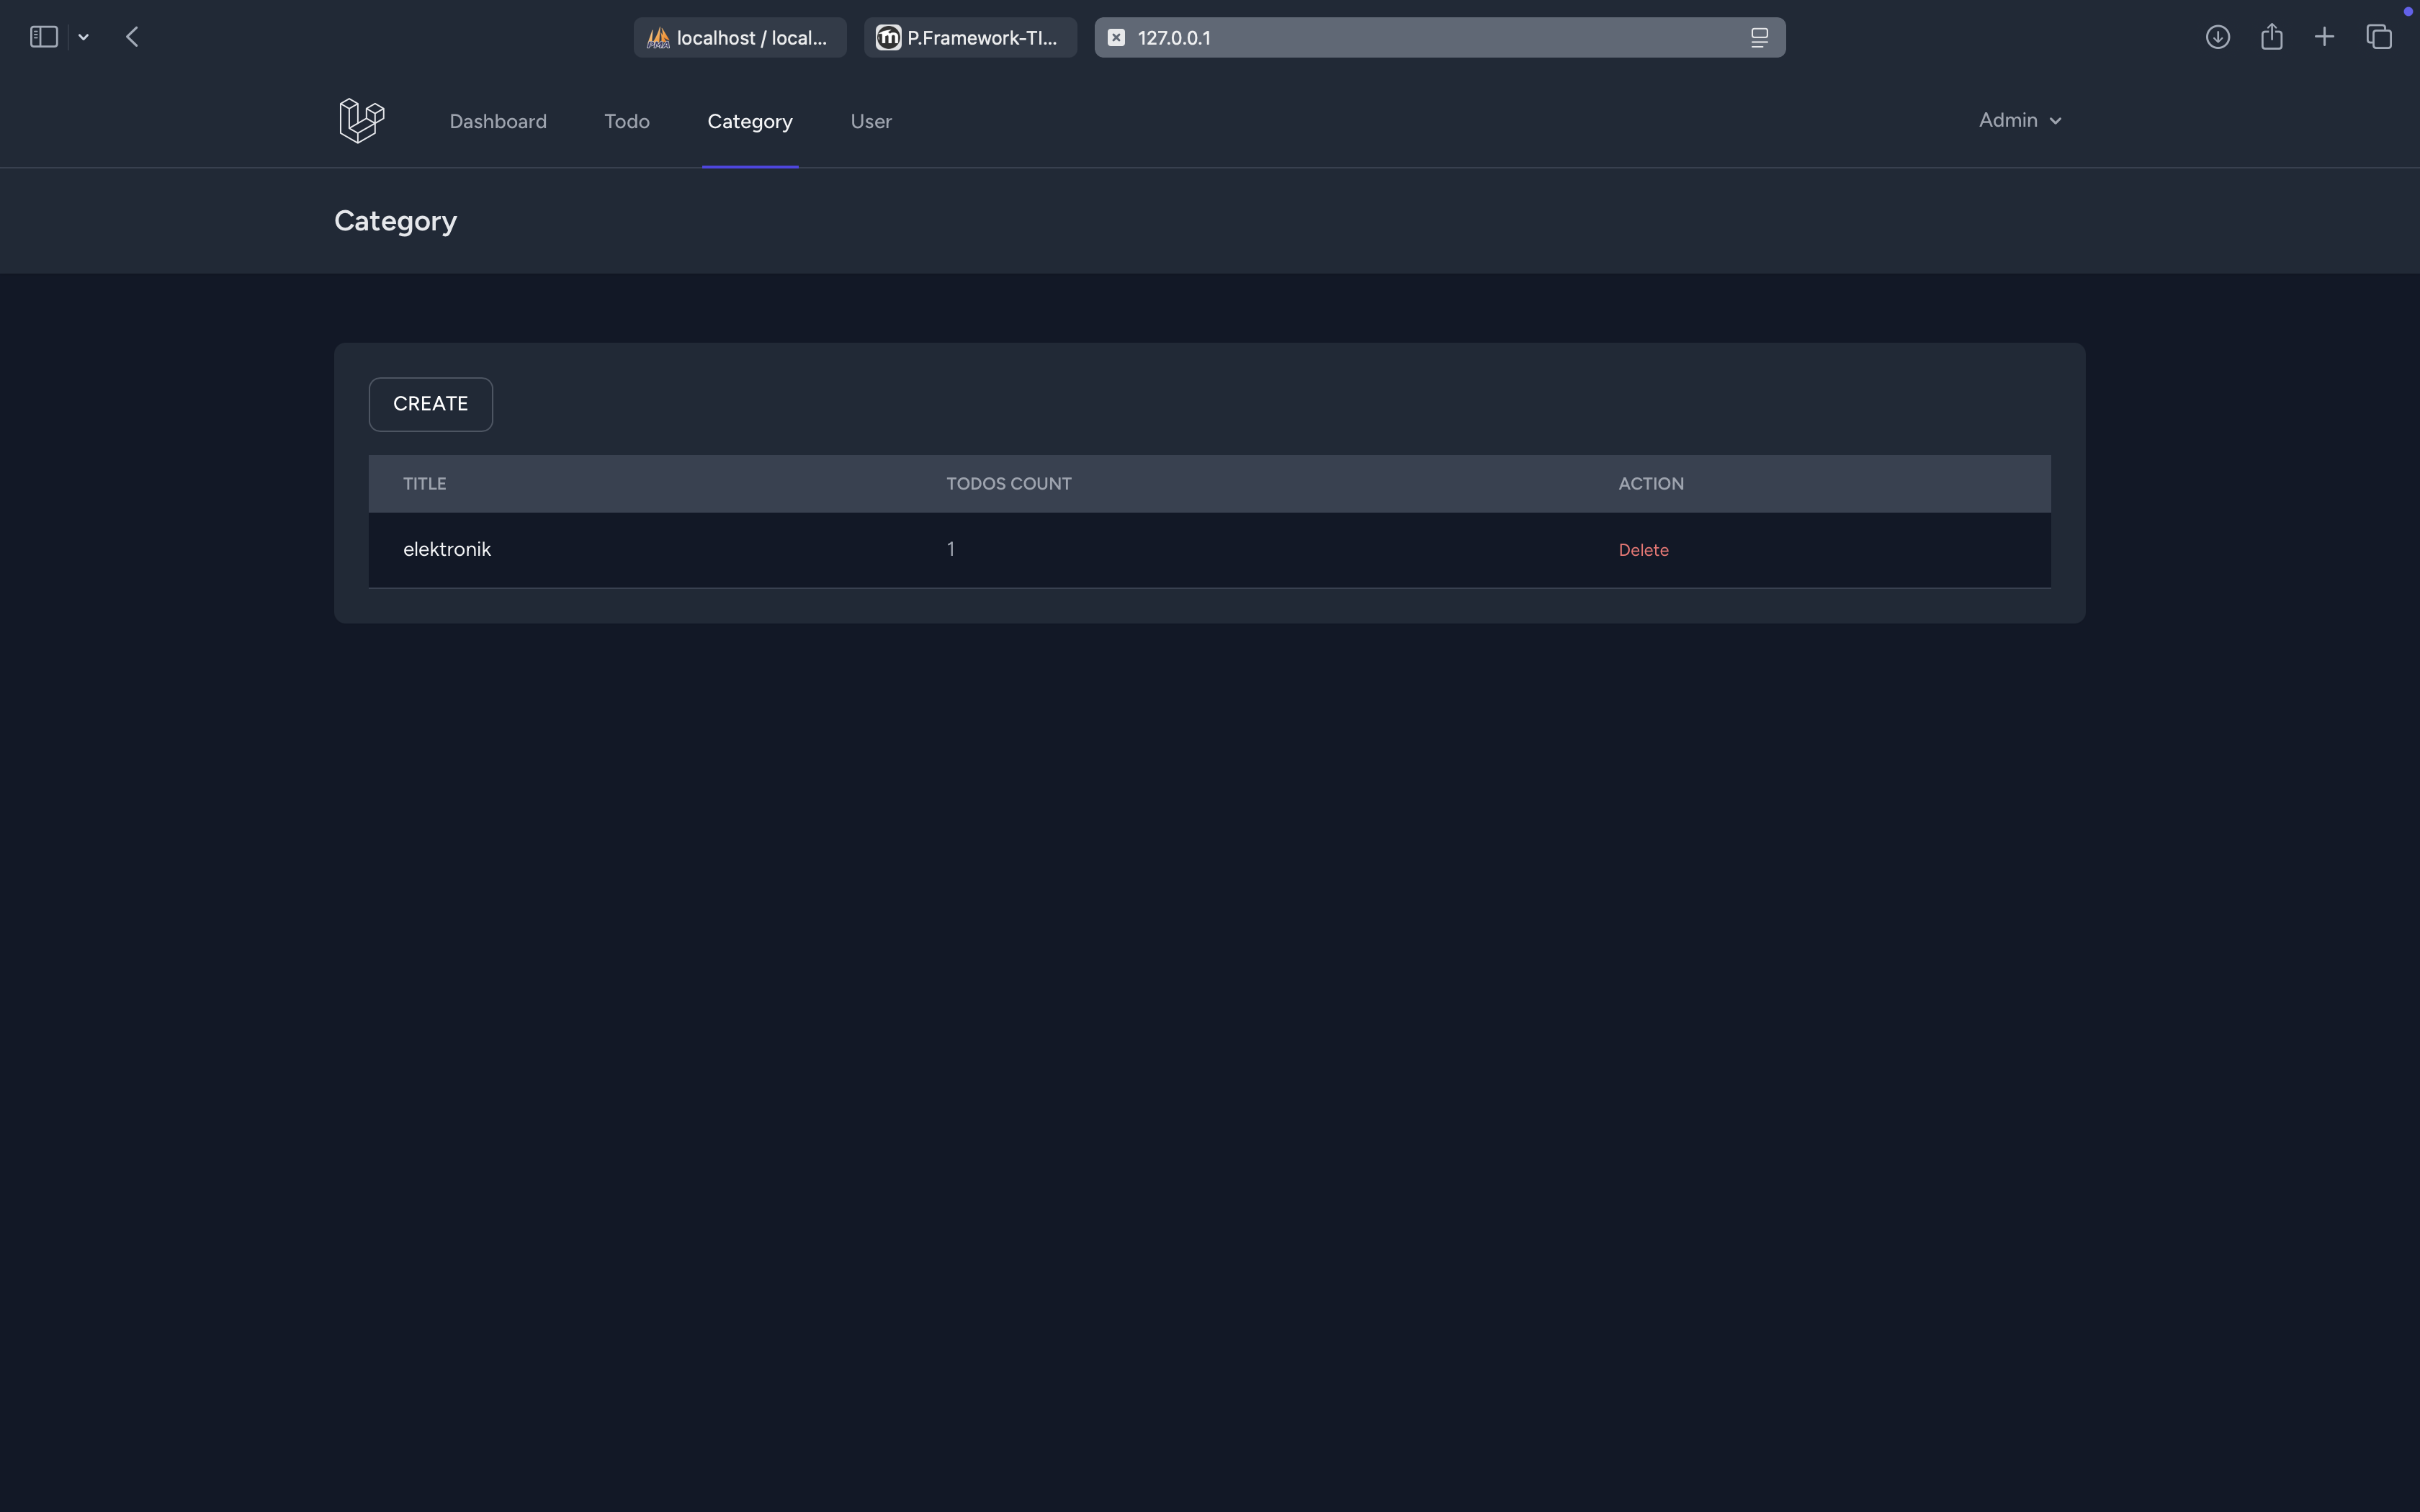 localhost / local...
P.Framework-TI...
127.0.0.1
Dashboard
Todo
Category
User
Admin
Category
CREATE
TITLE
TODOS COUNT
ACTION
elektronik
1
Delete